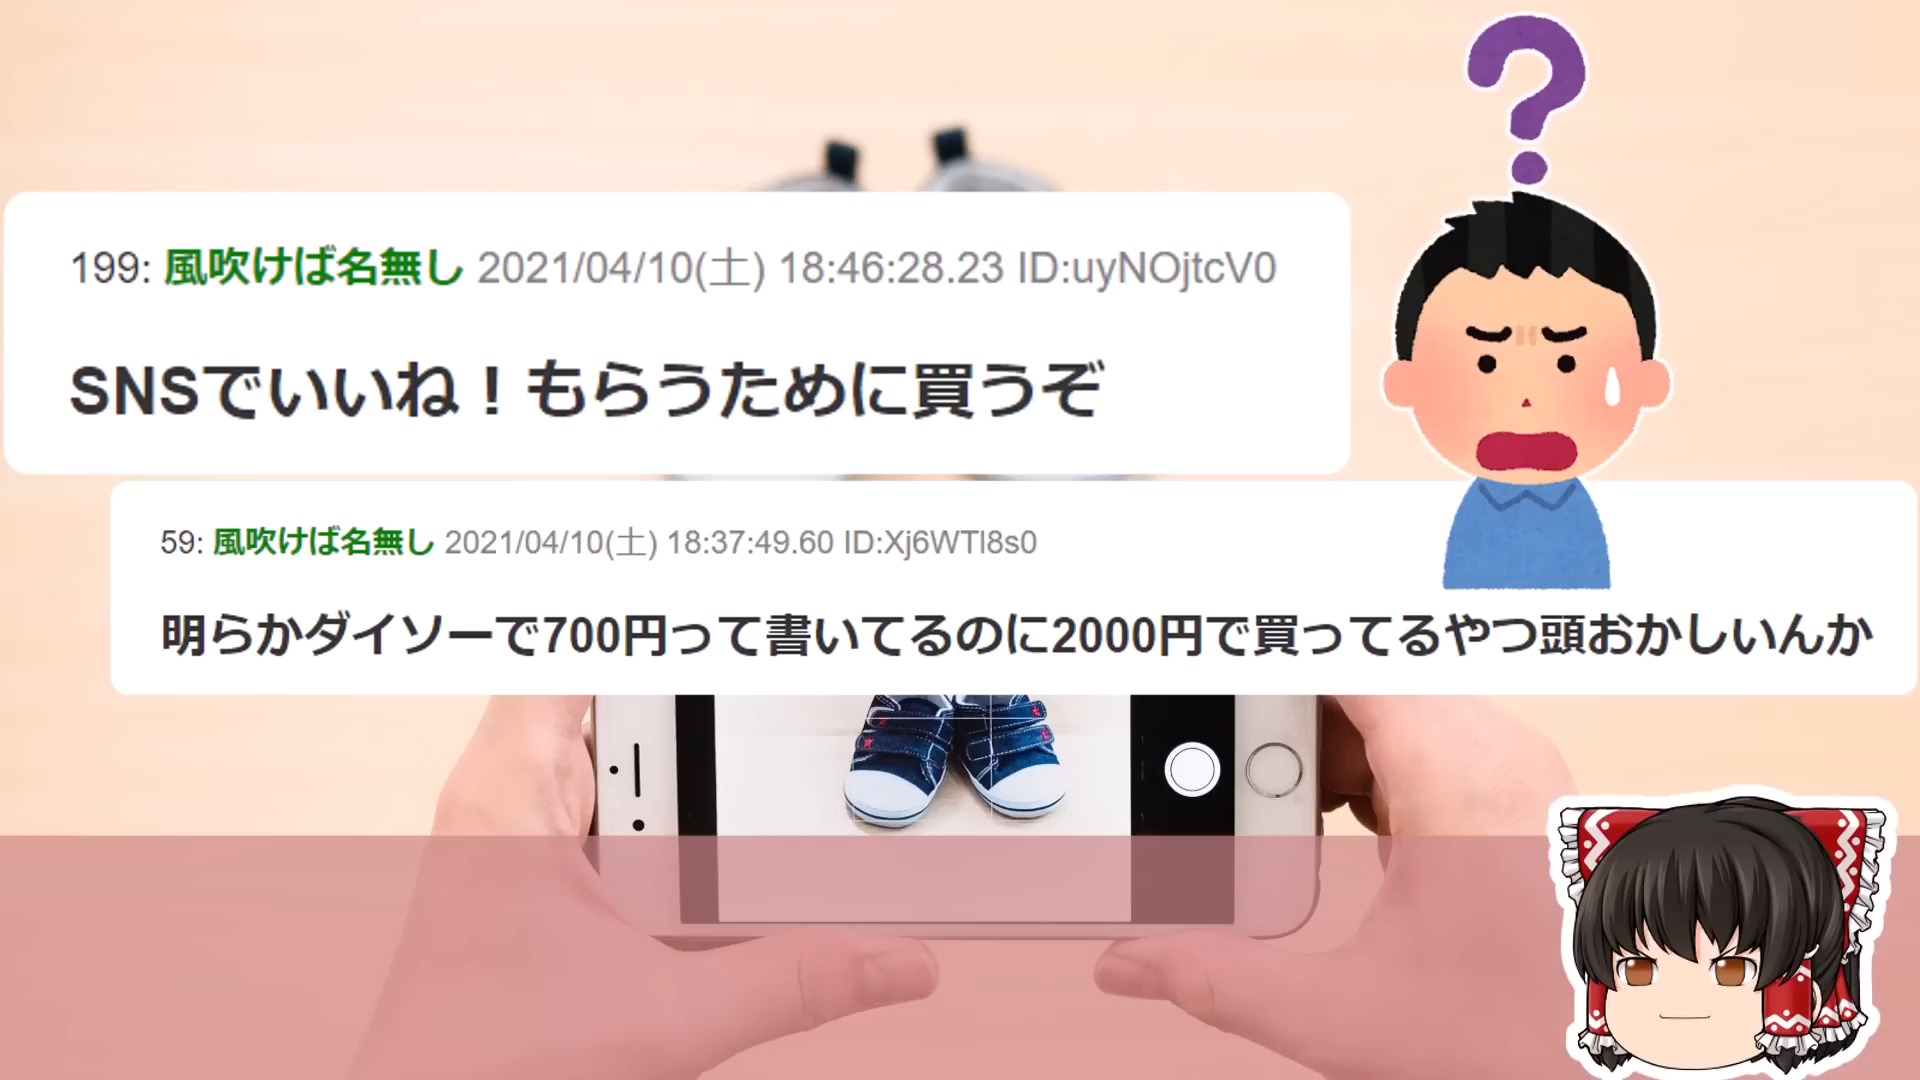 199: 風吹けば名無し 2021/04/10(土) 18:46:28.23 ID:uyNOjtcV0
SNSでいいね！もらうために買うぞ
59: 風吹けば名無し 2021/04/10(土) 18:37:49.60 ID:Xj6WTl8s0
明らかダイソーで700円って書いてるのに2000円で買ってるやつ頭おかしいんか